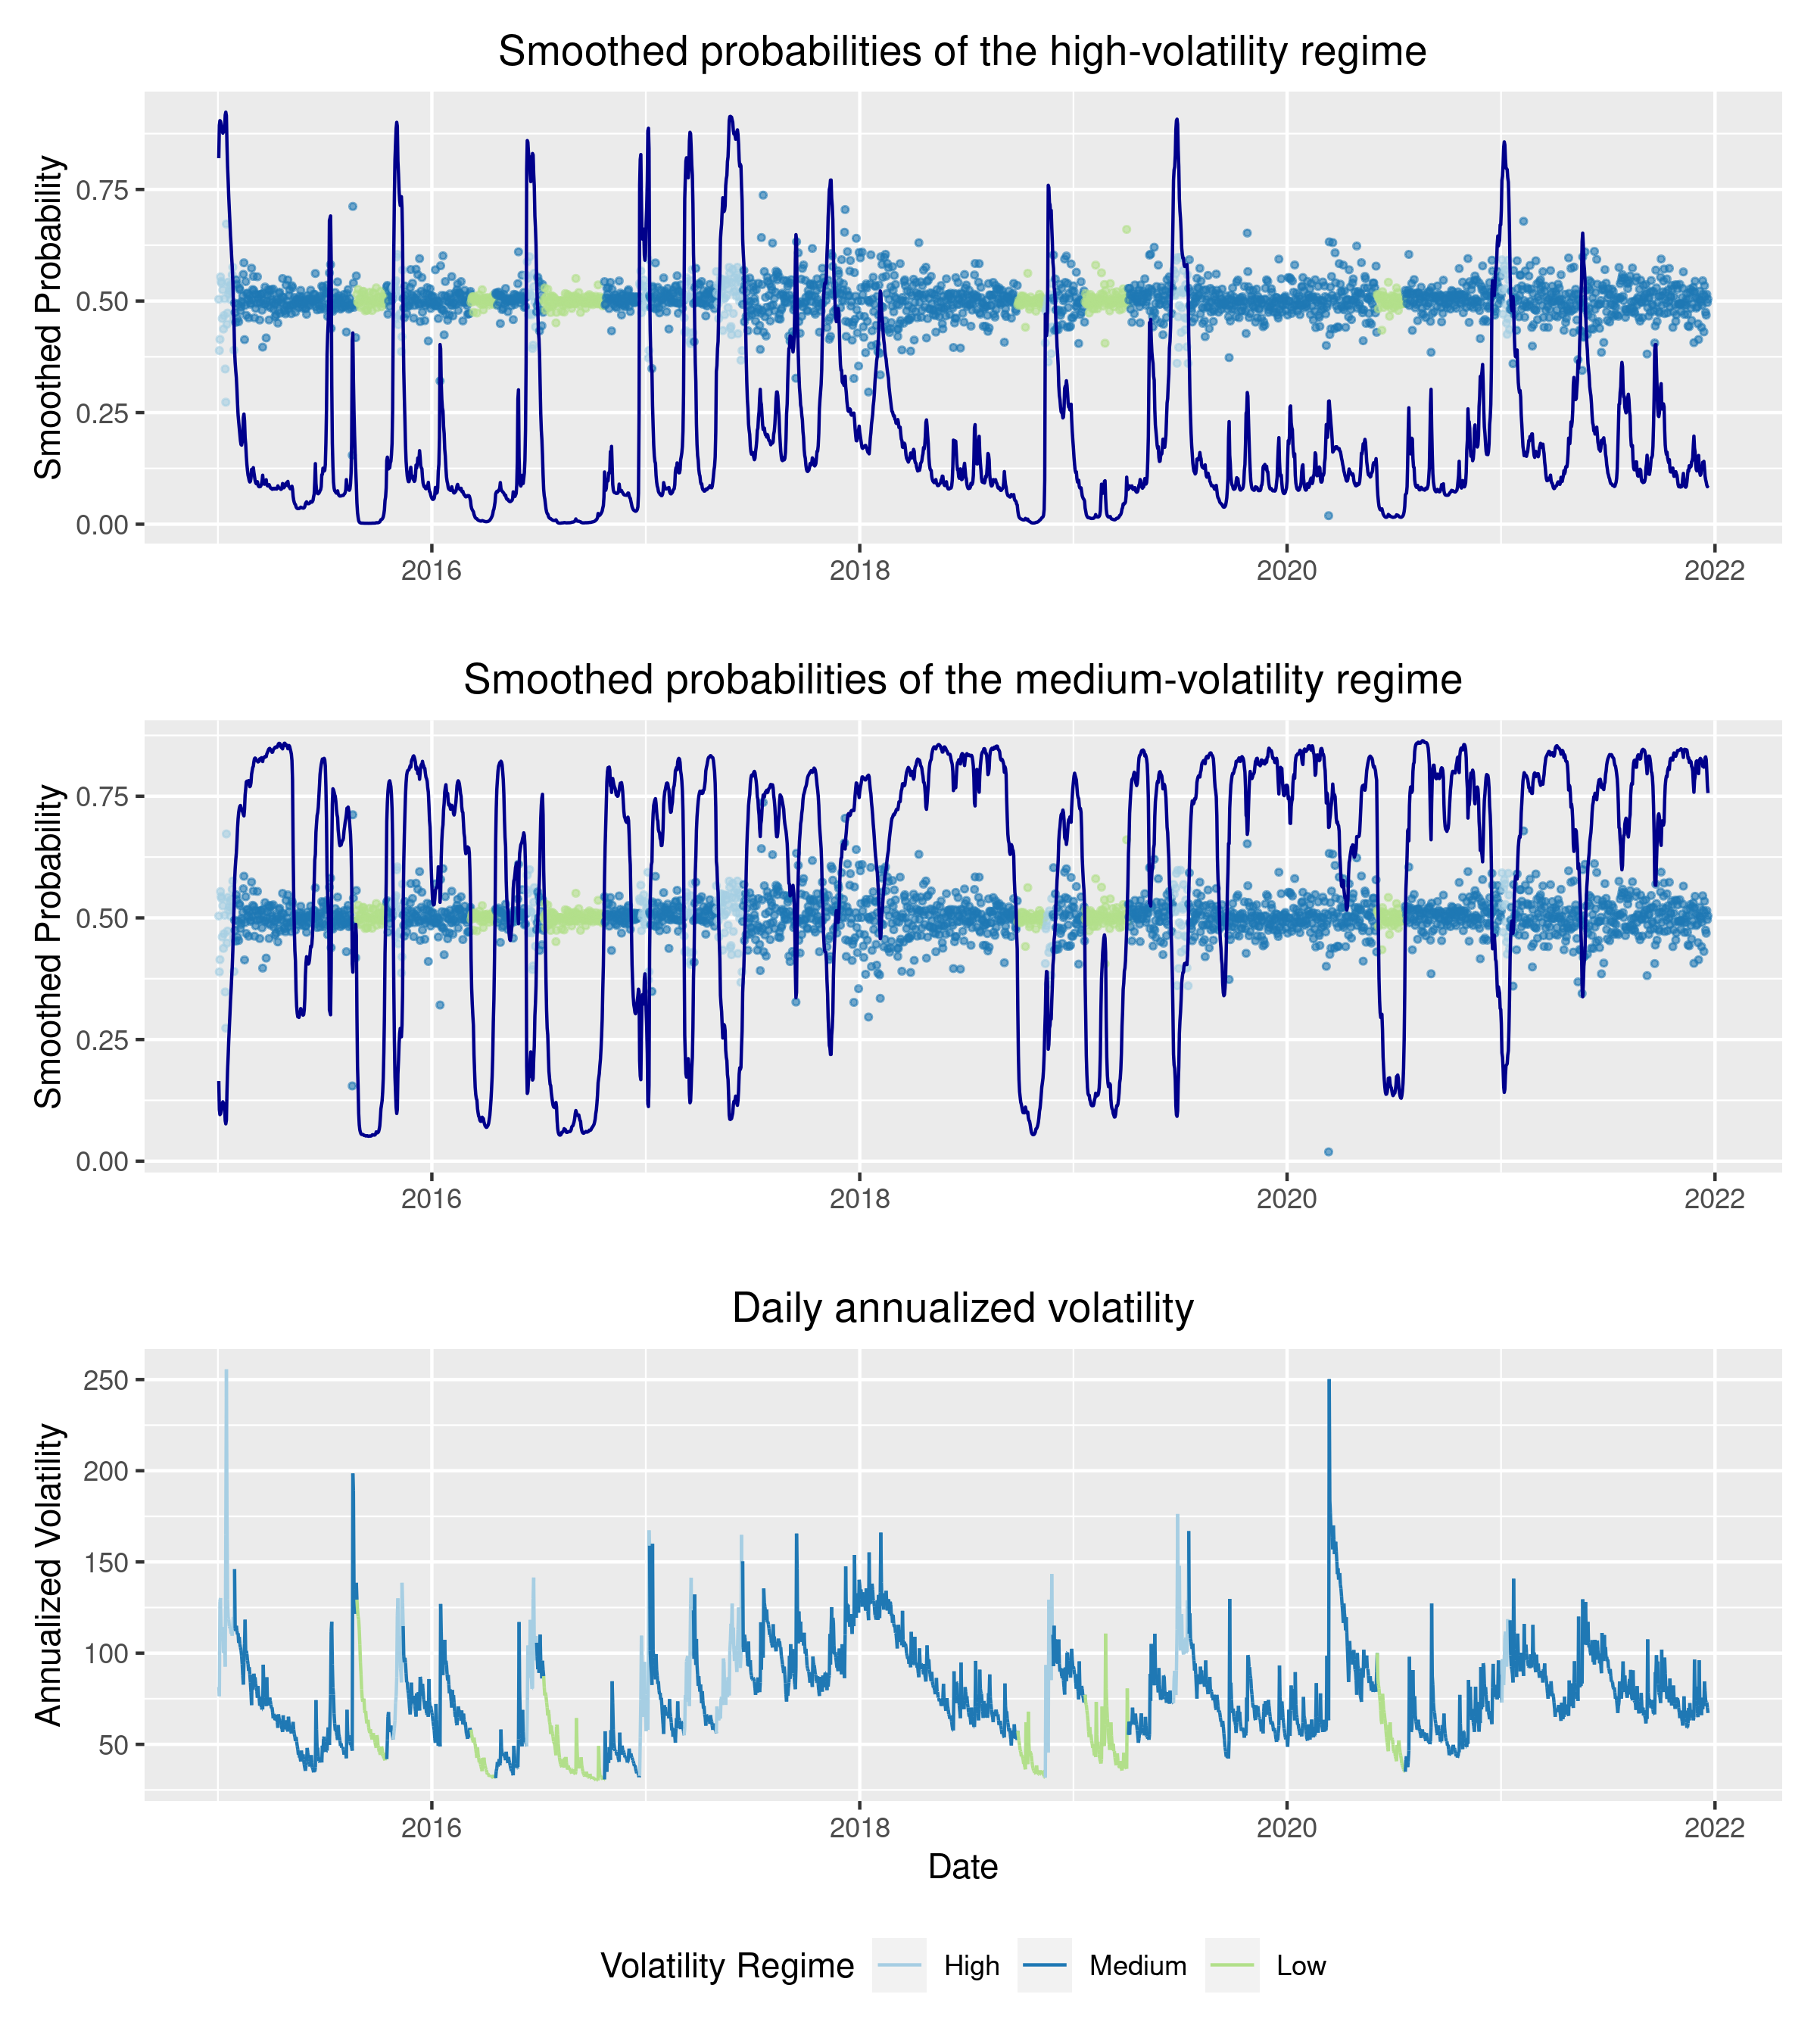 Smoothed probabilities of the high-volatility regime
Smoothed Probability
0.75
0.50
0.25
0.00
2016 2018 2020 2022
Smoothed probabilities of the medium-volatility regime
Smoothed Probability
0.75
0.50
0.25
0.00
2016 2018 2020 2022
Daily annualized volatility
Annualized Volatility
250
200
150
100
50
2016 2018 2020 2022
Date
Volatility Regime High Medium Low